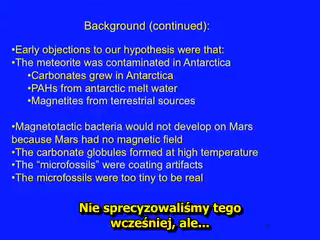 Background (continued):
•Early objections to our hypothesis were that:
•The meteorite was contaminated in Antarctica
•Carbonates grew in Antarctica
•PAHs from antarctic melt water
•Magnetites from terrestrial sources
•Magnetotactic bacteria would not develop on Mars
because Mars had no magnetic field
•The carbonate globules formed at high temperature
•The “microfossils” were coating artifacts
•The microfossils were too tiny to be real
Nie sprecyzowaliśmy tego
wcześniej, ale...